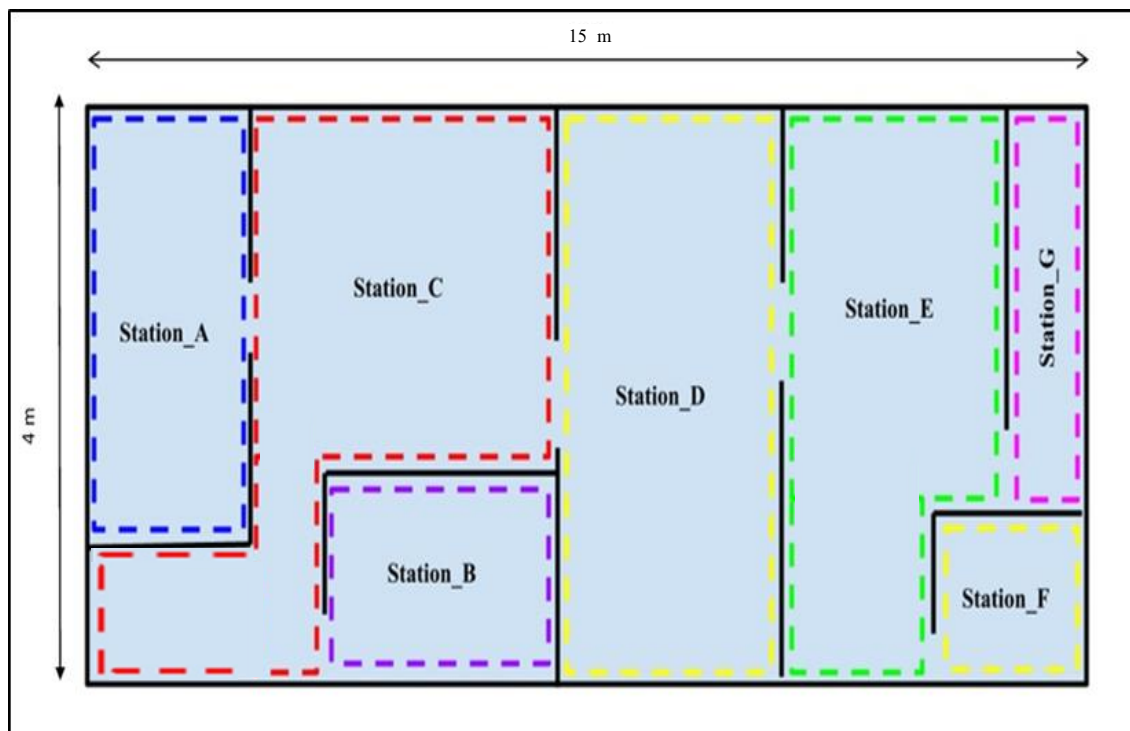 15 m
4 m
Station_A
Station_C
Station_B
Station_D
Station_E
Station_G
Station_F